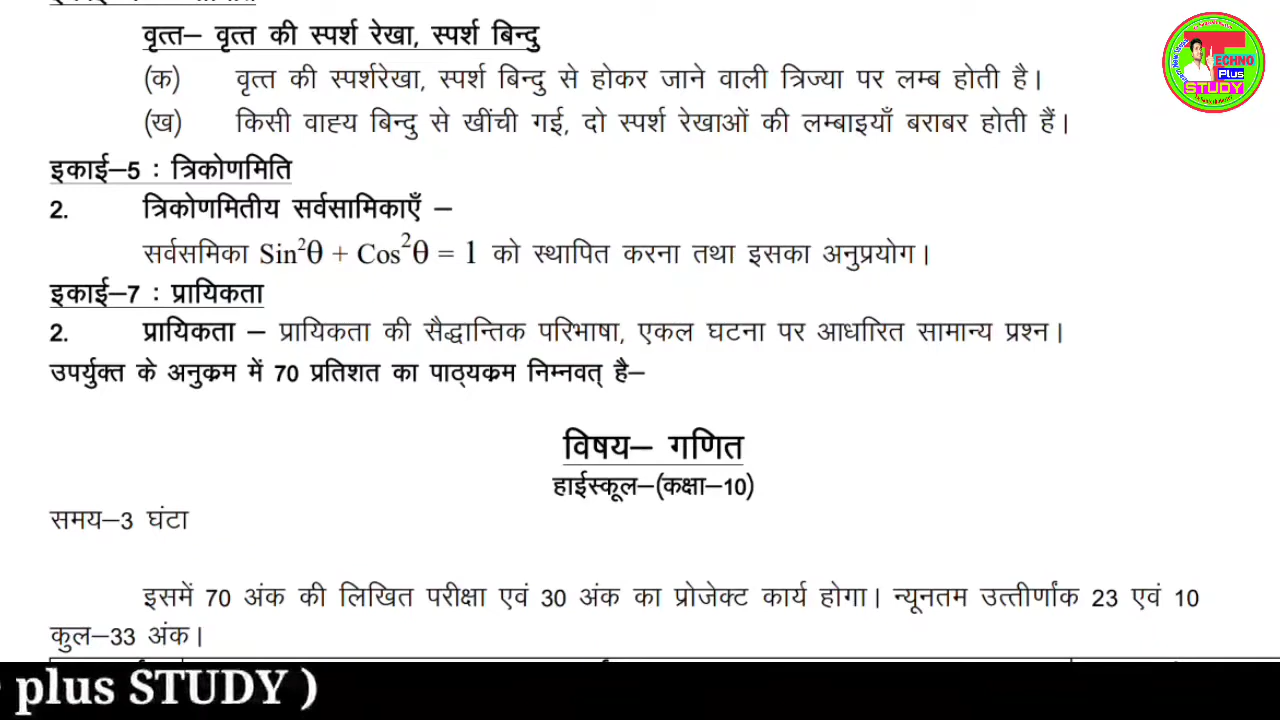 वृत्त– वृत्त की स्पर्श रेखा, स्पर्श बिन्दु
(क) वृत्त की स्पर्शरेखा, स्पर्श बिन्दु से होकर जाने वाली त्रिज्या पर लम्ब होती है।
(ख) किसी वाह्य बिन्दु से खींची गई, दो स्पर्श रेखाओं की लम्बाइयाँ बराबर होती हैं।
इकाई–5 : त्रिकोणमिति
2. त्रिकोणमितीय सर्वसामिकाएँ –
सर्वसमिका Sin²θ + Cos²θ = 1 को स्थापित करना तथा इसका अनुप्रयोग।
इकाई–7 : प्रायिकता
2. प्रायिकता – प्रायिकता की सैद्धान्तिक परिभाषा, एकल घटना पर आधारित सामान्य प्रश्न।
उपर्युक्त के अनुक्रम में 70 प्रतिशत का पाठ्यक्रम निम्नवत् है–
विषय– गणित
हाईस्कूल–(कक्षा–10)
समय–3 घंटा
इसमें 70 अंक की लिखित परीक्षा एवं 30 अंक का प्रोजेक्ट कार्य होगा। न्यूनतम उत्तीर्णांक 23 एवं 10
कुल–33 अंक।
plus STUDY )
TECHNO
Plus
STUDY